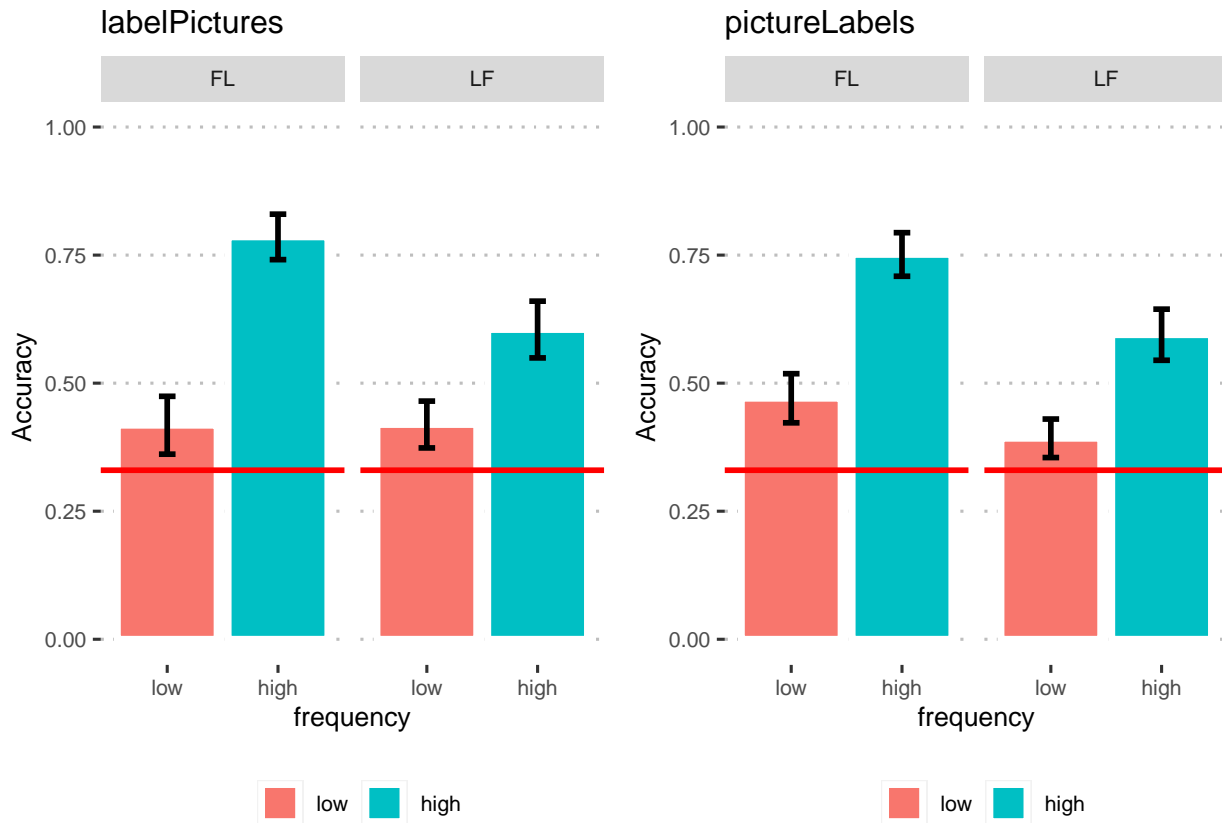 labelPictures
FL LF
1.00
0.75
0.50
0.25
0.00
Accuracy
low high low high
frequency
low high
pictureLabels
FL LF
1.00
0.75
0.50
0.25
0.00
Accuracy
low high low high
frequency
low high